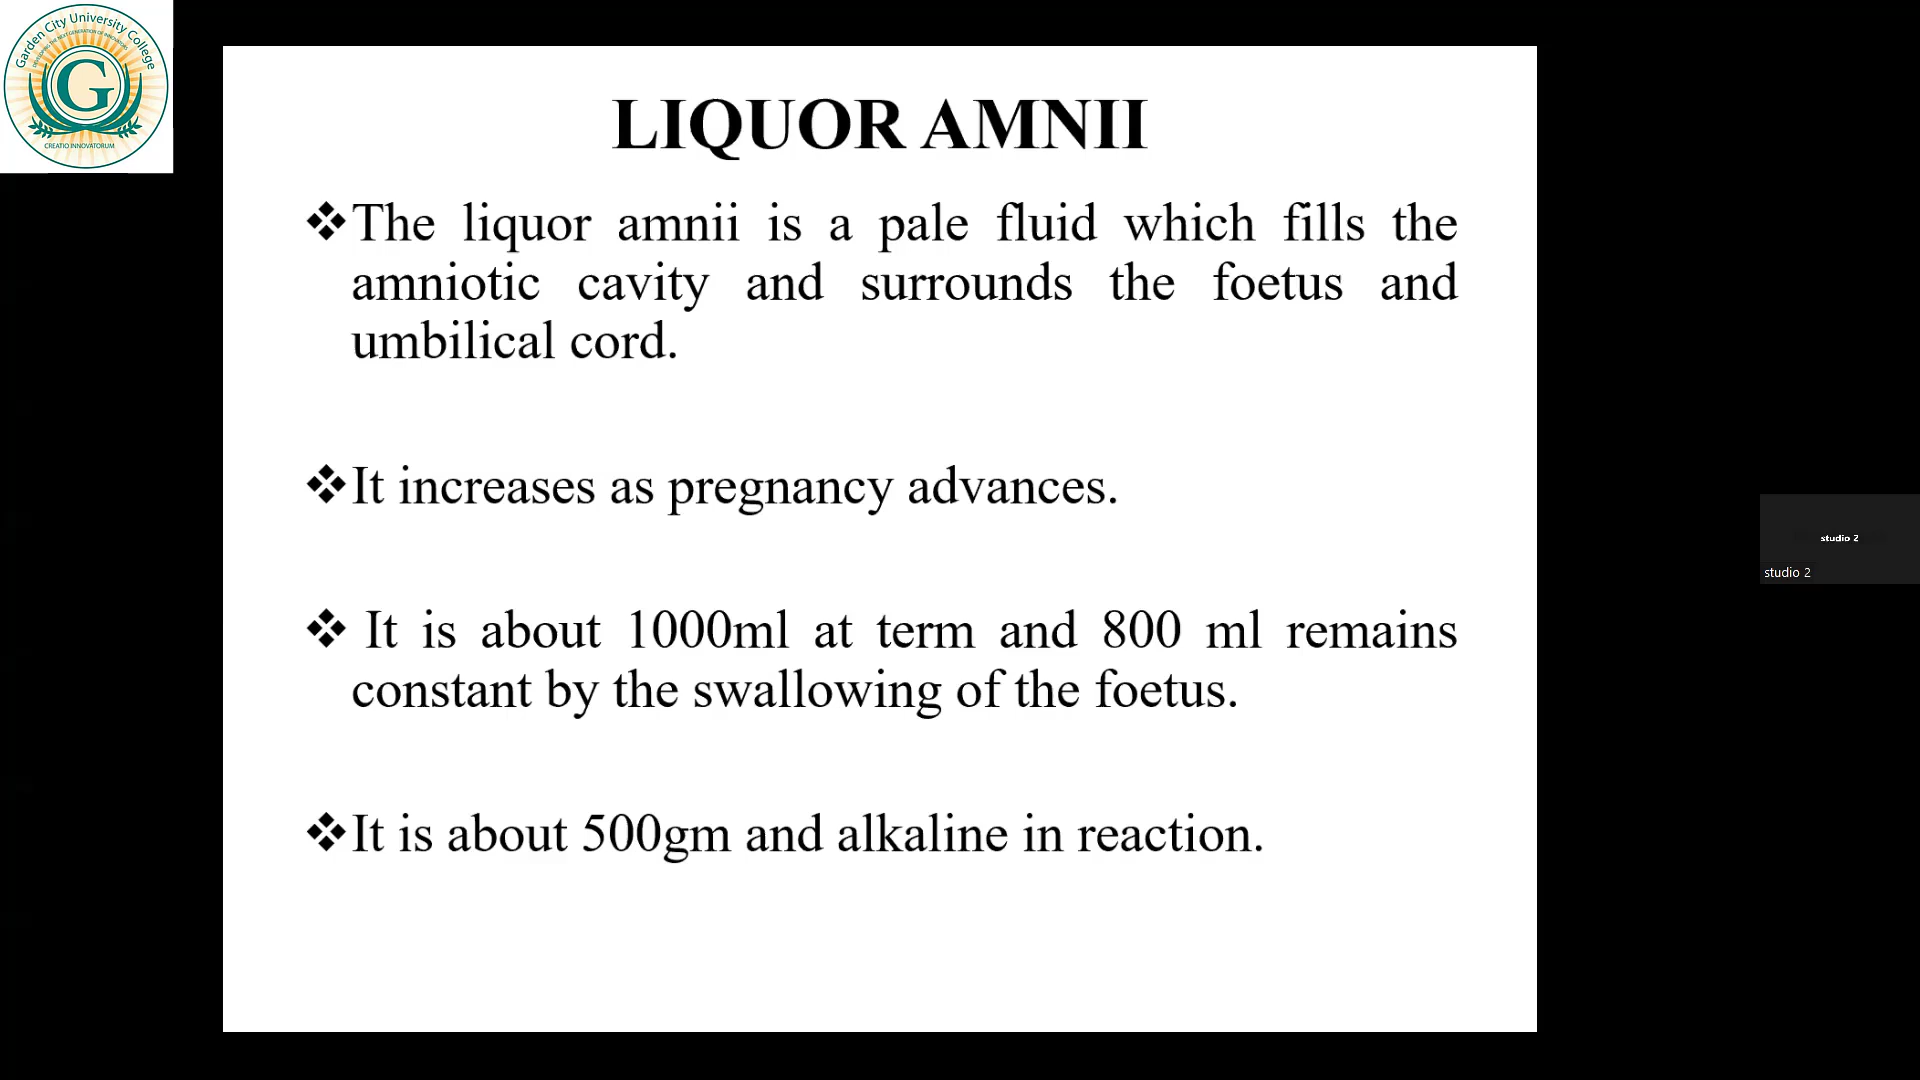 Garden City University College
G
CREATIO INNOVATORUM
LIQUOR AMNII
❖The liquor amnii is a pale fluid which fills the
amniotic cavity and surrounds the foetus and
umbilical cord.
❖It increases as pregnancy advances.
❖ It is about 1000ml at term and 800 ml remains
constant by the swallowing of the foetus.
❖It is about 500gm and alkaline in reaction.
studio 2
studio 2